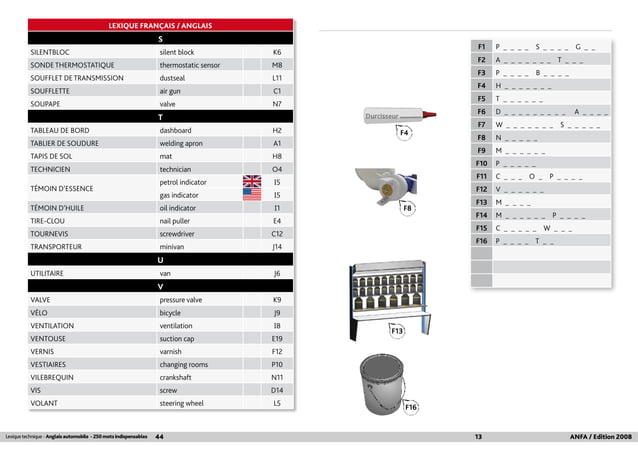 LEXIQUE FRANÇAIS / ANGLAIS
S
SILENTBLOC silent block K6
SONDE THERMOSTATIQUE thermostatic sensor M8
SOUFFLET DE TRANSMISSION dustseal L11
SOUFFLETTE air gun C1
SOUPAPE valve N7
T
TABLEAU DE BORD dashboard H2
TABLIER DE SOUDURE welding apron A1
TAPIS DE SOL mat H8
TECHNICIEN technician O4
TÉMOIN D'ESSENCE petrol indicator I5
gas indicator I5
TÉMOIN D'HUILE oil indicator I1
TIRE-CLOU nail puller E4
TOURNEVIS screwdriver C12
TRANSPORTEUR minivan J14
U
UTILITAIRE van J6
V
VALVE pressure valve K9
VÉLO bicycle J9
VENTILATION ventilation I8
VENTOUSE suction cap E19
VERNIS varnish F12
VESTIAIRES changing rooms P10
VILEBREQUIN crankshaft N11
VIS screw D14
VOLANT steering wheel L5
Lexique technique - Anglais automobile - 250 mots indispensables 44
Durcisseur
F4
F8
F13
F16
F1 P _ _ _ _ S _ _ _ _ G _ _
F2 A _ _ _ _ _ _ _ T _ _ _
F3 P _ _ _ _ B _ _ _ _
F4 H _ _ _ _ _ _ _
F5 T _ _ _ _ _ _
F6 D _ _ _ _ _ _ _ _ _ A _ _ _ _
F7 W _ _ _ _ _ _ _ S _ _ _ _ _
F8 N _ _ _ _ _
F9 M _ _ _ _ _ _
F10 P _ _ _ _ _
F11 C _ _ _ O _ P _ _ _ _
F12 V _ _ _ _ _ _
F13 M _ _ _ _
F14 M _ _ _ _ _ _ P _ _ _ _
F15 C _ _ _ _ _ W _ _ _
F16 P _ _ _ _ T _ _
13 ANFA / Edition 2008